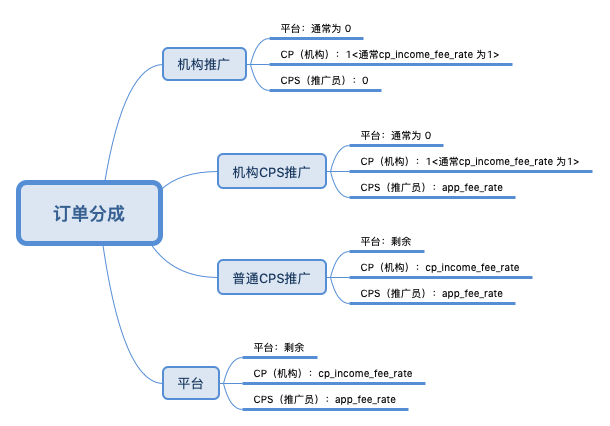 订单分成
机构推广
平台：通常为 0
CP（机构）：1<通常cp_income_fee_rate 为1>
CPS（推广员）：0
机构CPS推广
平台：通常为 0
CP（机构）：1<通常cp_income_fee_rate 为1>
CPS（推广员）：app_fee_rate
普通CPS推广
平台：剩余
CP（机构）：cp_income_fee_rate
CPS（推广员）：app_fee_rate
平台
平台：剩余
CP（机构）：cp_income_fee_rate
CPS（推广员）：app_fee_rate